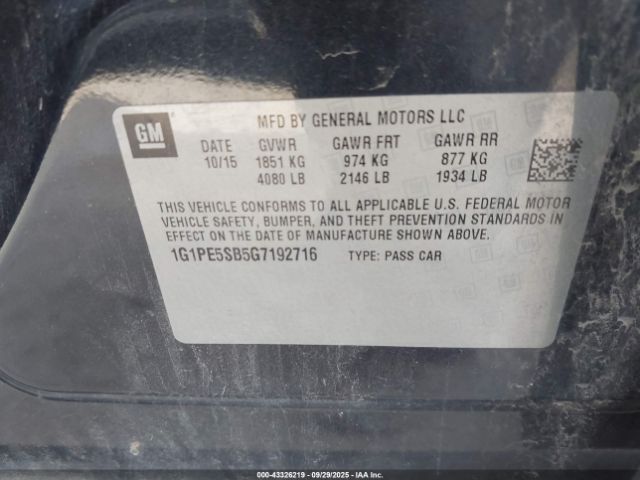 GM
MFD BY GENERAL MOTORS LLC
DATE GVWR GAWR FRT GAWR RR
10/15 1851 KG 974 KG 877 KG
4080 LB 2146 LB 1934 LB
THIS VEHICLE CONFORMS TO ALL APPLICABLE U.S. FEDERAL MOTOR
VEHICLE SAFETY, BUMPER, AND THEFT PREVENTION STANDARDS IN
EFFECT ON THE DATE OF MANUFACTURE SHOWN ABOVE.
1G1PE5SB5G7192716 TYPE: PASS CAR
000-43326219 - 09/29/2025 - IAA Inc.